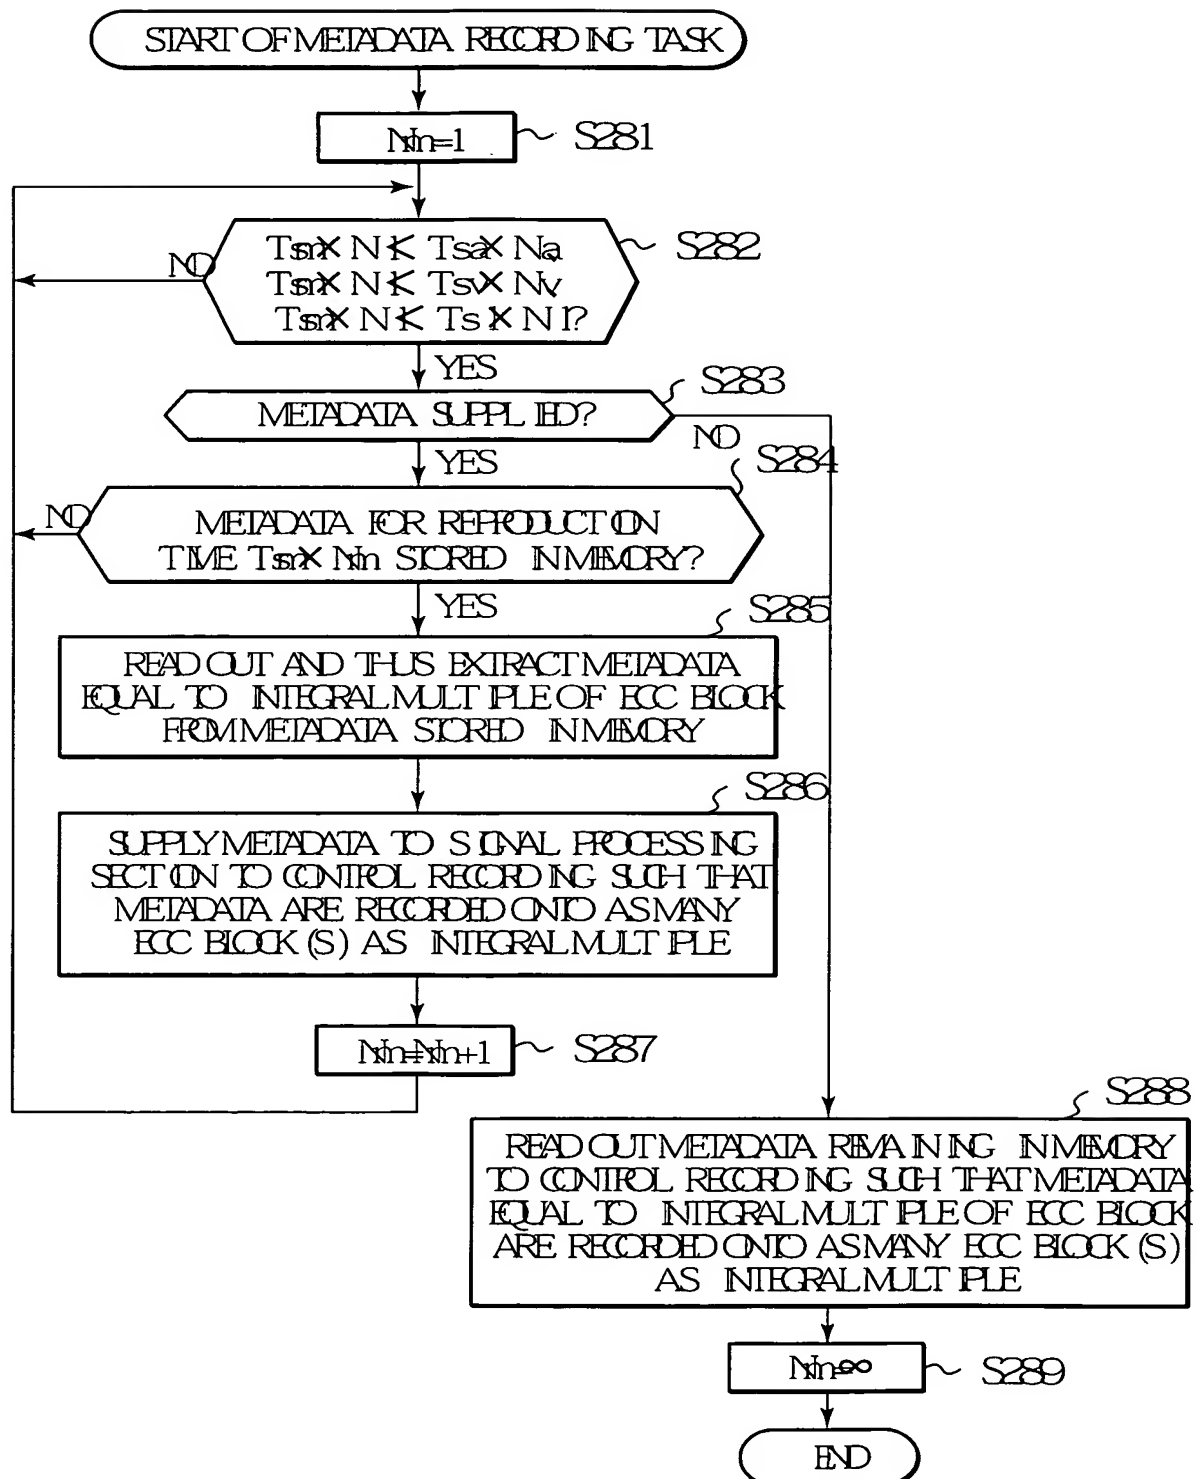 START OF METADATA RECORDING TASK
Nm=1
S281
Tsm× N1< Tsa× Na,
Tsm× N1< Tsv× Nv,
Tsm× N1< Tsl× Nl?
S282
NO
YES
S283
METADATA SUPPLIED?
NO
YES
S284
NO
METADATA FOR REPRODUCTION
TIME Tsm× Nm STORED IN MEMORY?
YES
S285
READ OUT AND THUS EXTRACT METADATA
EQUAL TO INTEGRAL MULTIPLE OF ECC BLOCK
FROM METADATA STORED IN MEMORY
S286
SUPPLY METADATA TO SIGNAL PROCESSING
SECTION TO CONTROL RECORDING SUCH THAT
METADATA ARE RECORDED ONTO AS MANY
ECC BLOCK(S) AS INTEGRAL MULTIPLE
Nm=Nm+1
S287
S288
READ OUT METADATA REMAINING IN MEMORY
TO CONTROL RECORDING SUCH THAT METADATA
EQUAL TO INTEGRAL MULTIPLE OF ECC BLOCK
ARE RECORDED ONTO AS MANY ECC BLOCK(S)
AS INTEGRAL MULTIPLE
Nm=∞
S289
END